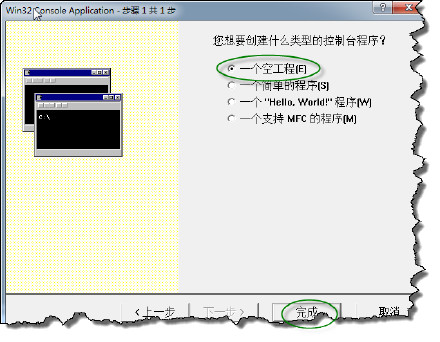 Win32 Console Application - 步骤 1 共 1 步
您想要创建什么类型的控制台程序?
一个空工程(E)
一个简单的程序(S)
一个 "Hello, World!" 程序(W)
一个支持 MFC 的程序(M)
C:\
<上一步 下一步> 完成 取消